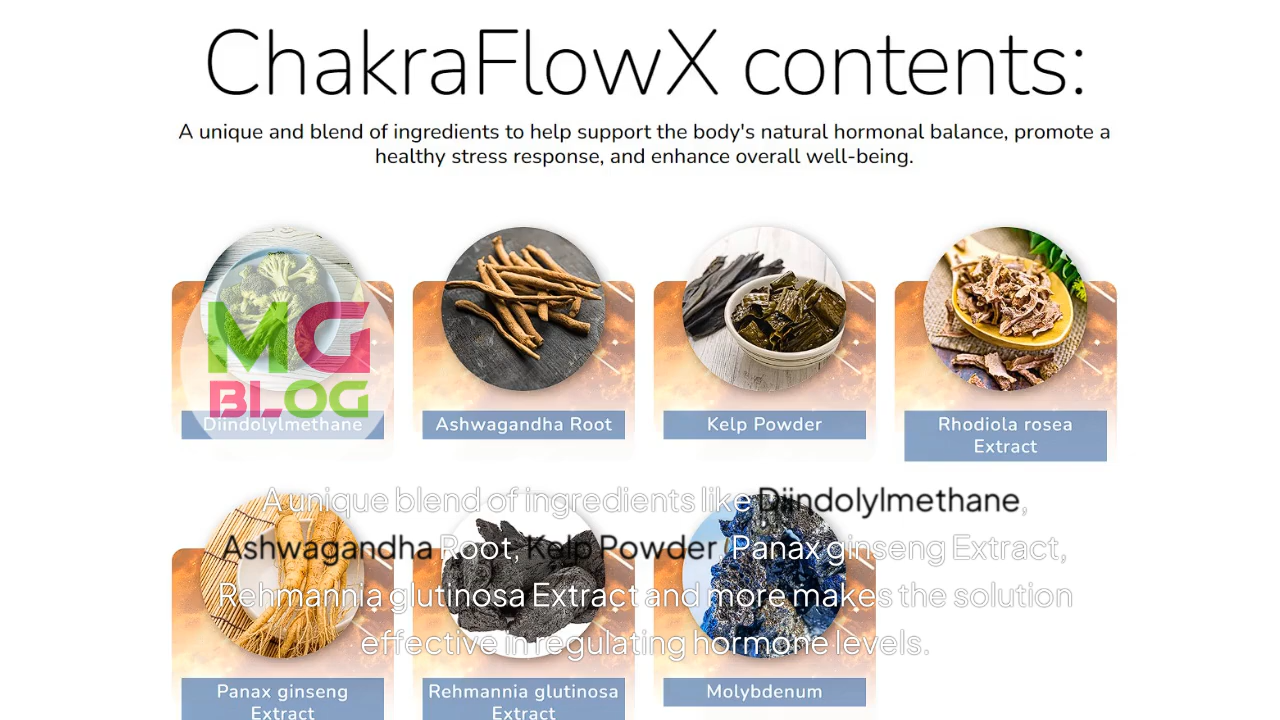 ChakraFlowX contents:
A unique and blend of ingredients to help support the body's natural hormonal balance, promote a
healthy stress response, and enhance overall well-being.
MG
BLOG
Diindolylmethane
Ashwagandha Root
Kelp Powder
Rhodiola rosea
Extract
A unique blend of ingredients like Diindolylmethane,
Ashwagandha Root, Kelp Powder, Panax ginseng Extract,
Rehmannia glutinosa Extract and more makes the solution
effective in regulating hormone levels.
Panax ginseng
Extract
Rehmannia glutinosa
Extract
Molybdenum